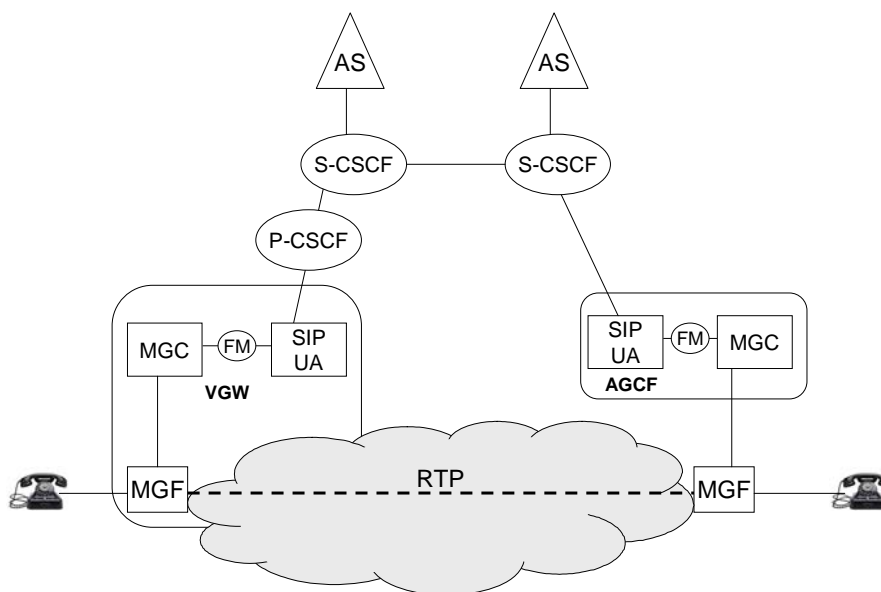 AS
AS
S-CSCF
S-CSCF
P-CSCF
MGC
FM
SIP
UA
VGW
SIP
UA
FM
MGC
AGCF
MGF
RTP
MGF